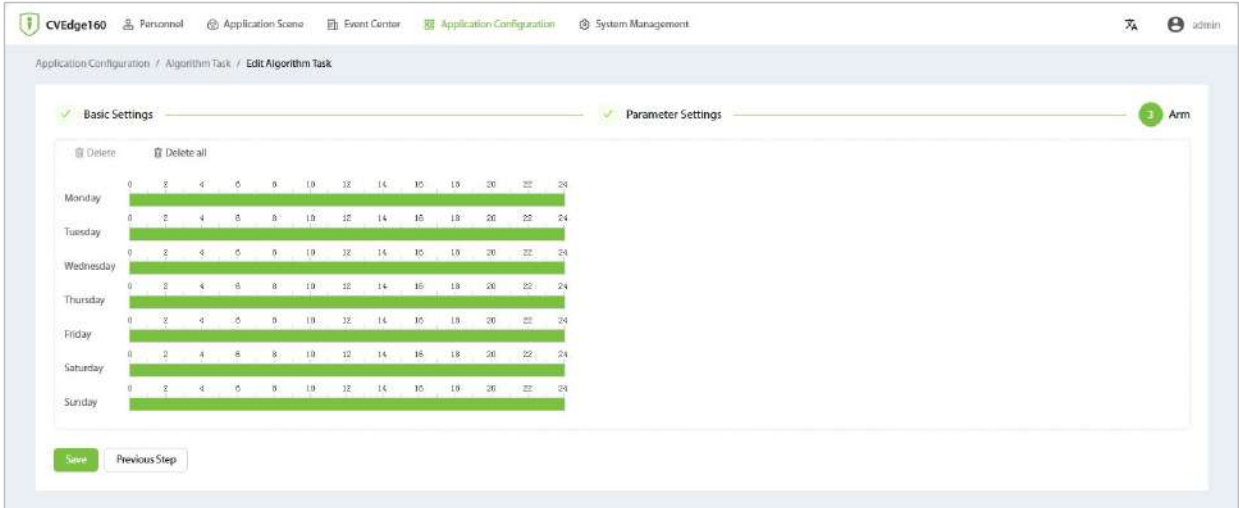 CVEdge160 Personnel Application Scene Event Center Application Configuration System Management admin
Application Configuration / Algorithm Task / Edit Algorithm Task
Basic Settings Parameter Settings 3 Arm
Delete Delete all
0 2 4 6 8 10 12 14 16 18 20 22 24
Monday
0 2 4 6 8 10 12 14 16 18 20 22 24
Tuesday
0 2 4 6 8 10 12 14 16 18 20 22 24
Wednesday
0 2 4 6 8 10 12 14 16 18 20 22 24
Thursday
0 2 4 6 8 10 12 14 16 18 20 22 24
Friday
0 2 4 6 8 10 12 14 16 18 20 22 24
Saturday
0 2 4 6 8 10 12 14 16 18 20 22 24
Sunday
Save Previous Step